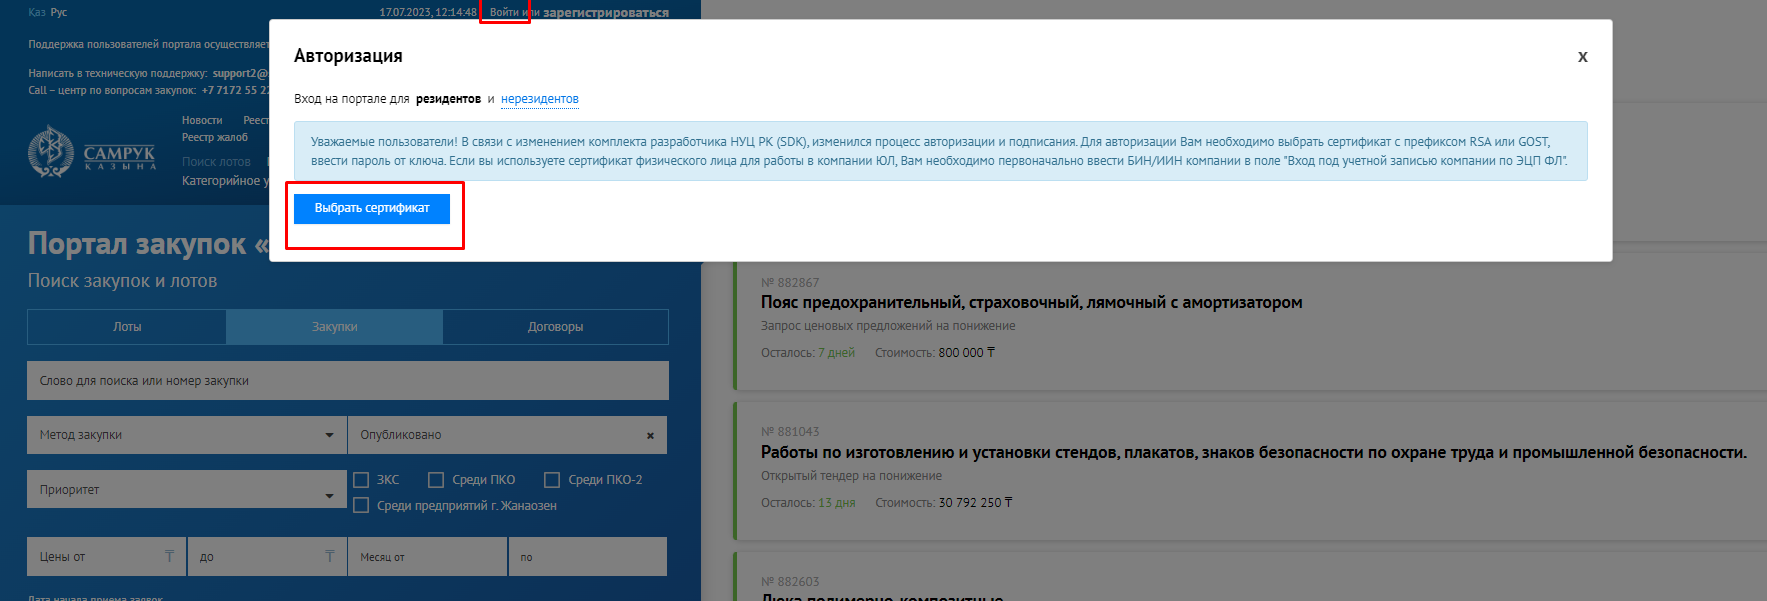 Қаз Рус
17.07.2023, 12:14:48 Войти или зарегистрироваться
Поддержка пользователей портала осуществляет
Написать в техническую поддержку: support2@
Call – центр по вопросам закупок: +7 7172 55 22
Новости Реест
Реестр жалоб
САМРУК
ҚАЗЫНА
Поиск лотов
Категорийное у
Авторизация
X
Вход на портале для резидентов и нерезидентов
Уважаемые пользователи! В связи с изменением комплекта разработчика НУЦ РК (SDK), изменился процесс авторизации и подписания. Для авторизации Вам необходимо выбрать сертификат с префиксом RSA или GOST,
ввести пароль от ключа. Если вы используете сертификат физического лица для работы в компании ЮЛ, Вам необходимо первоначально ввести БИН/ИИН компании в поле "Вход под учетной записью компании по ЭЦП ФЛ".
Выбрать сертификат
Портал закупок «
Поиск закупок и лотов
Лоты Закупки Договоры
Слово для поиска или номер закупки
Метод закупки Опубликовано
Приоритет
ЗКС Среди ПКО Среди ПКО-2
Среди предприятий г. Жанаозен
Цены от ₸ до ₸ Месяц от по
Дата начала приема заявок
№ 882867
Пояс предохранительный, страховочный, лямочный с амортизатором
Запрос ценовых предложений на понижение
Осталось: 7 дней Стоимость: 800 000 ₸
№ 881043
Работы по изготовлению и установки стендов, плакатов, знаков безопасности по охране труда и промышленной безопасности.
Открытый тендер на понижение
Осталось: 13 дня Стоимость: 30 792 250 ₸
№ 882603
Люка полимерно-композитные